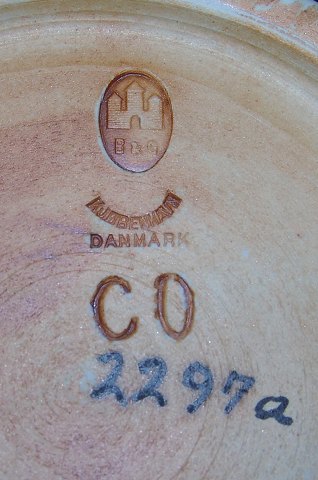 B & G
KJØBENHAVN
DANMARK
CO
2297a